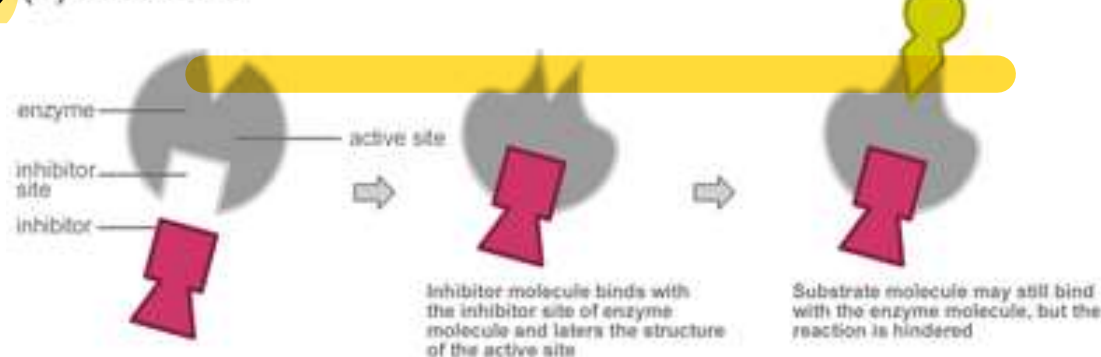 enzyme
active site
inhibitor
site
inhibitor
Inhibitor molecule binds with
the inhibitor site of enzyme
molecule and laters the structure
of the active site
Substrate molecule may still bind
with the enzyme molecule, but the
reaction is hindered